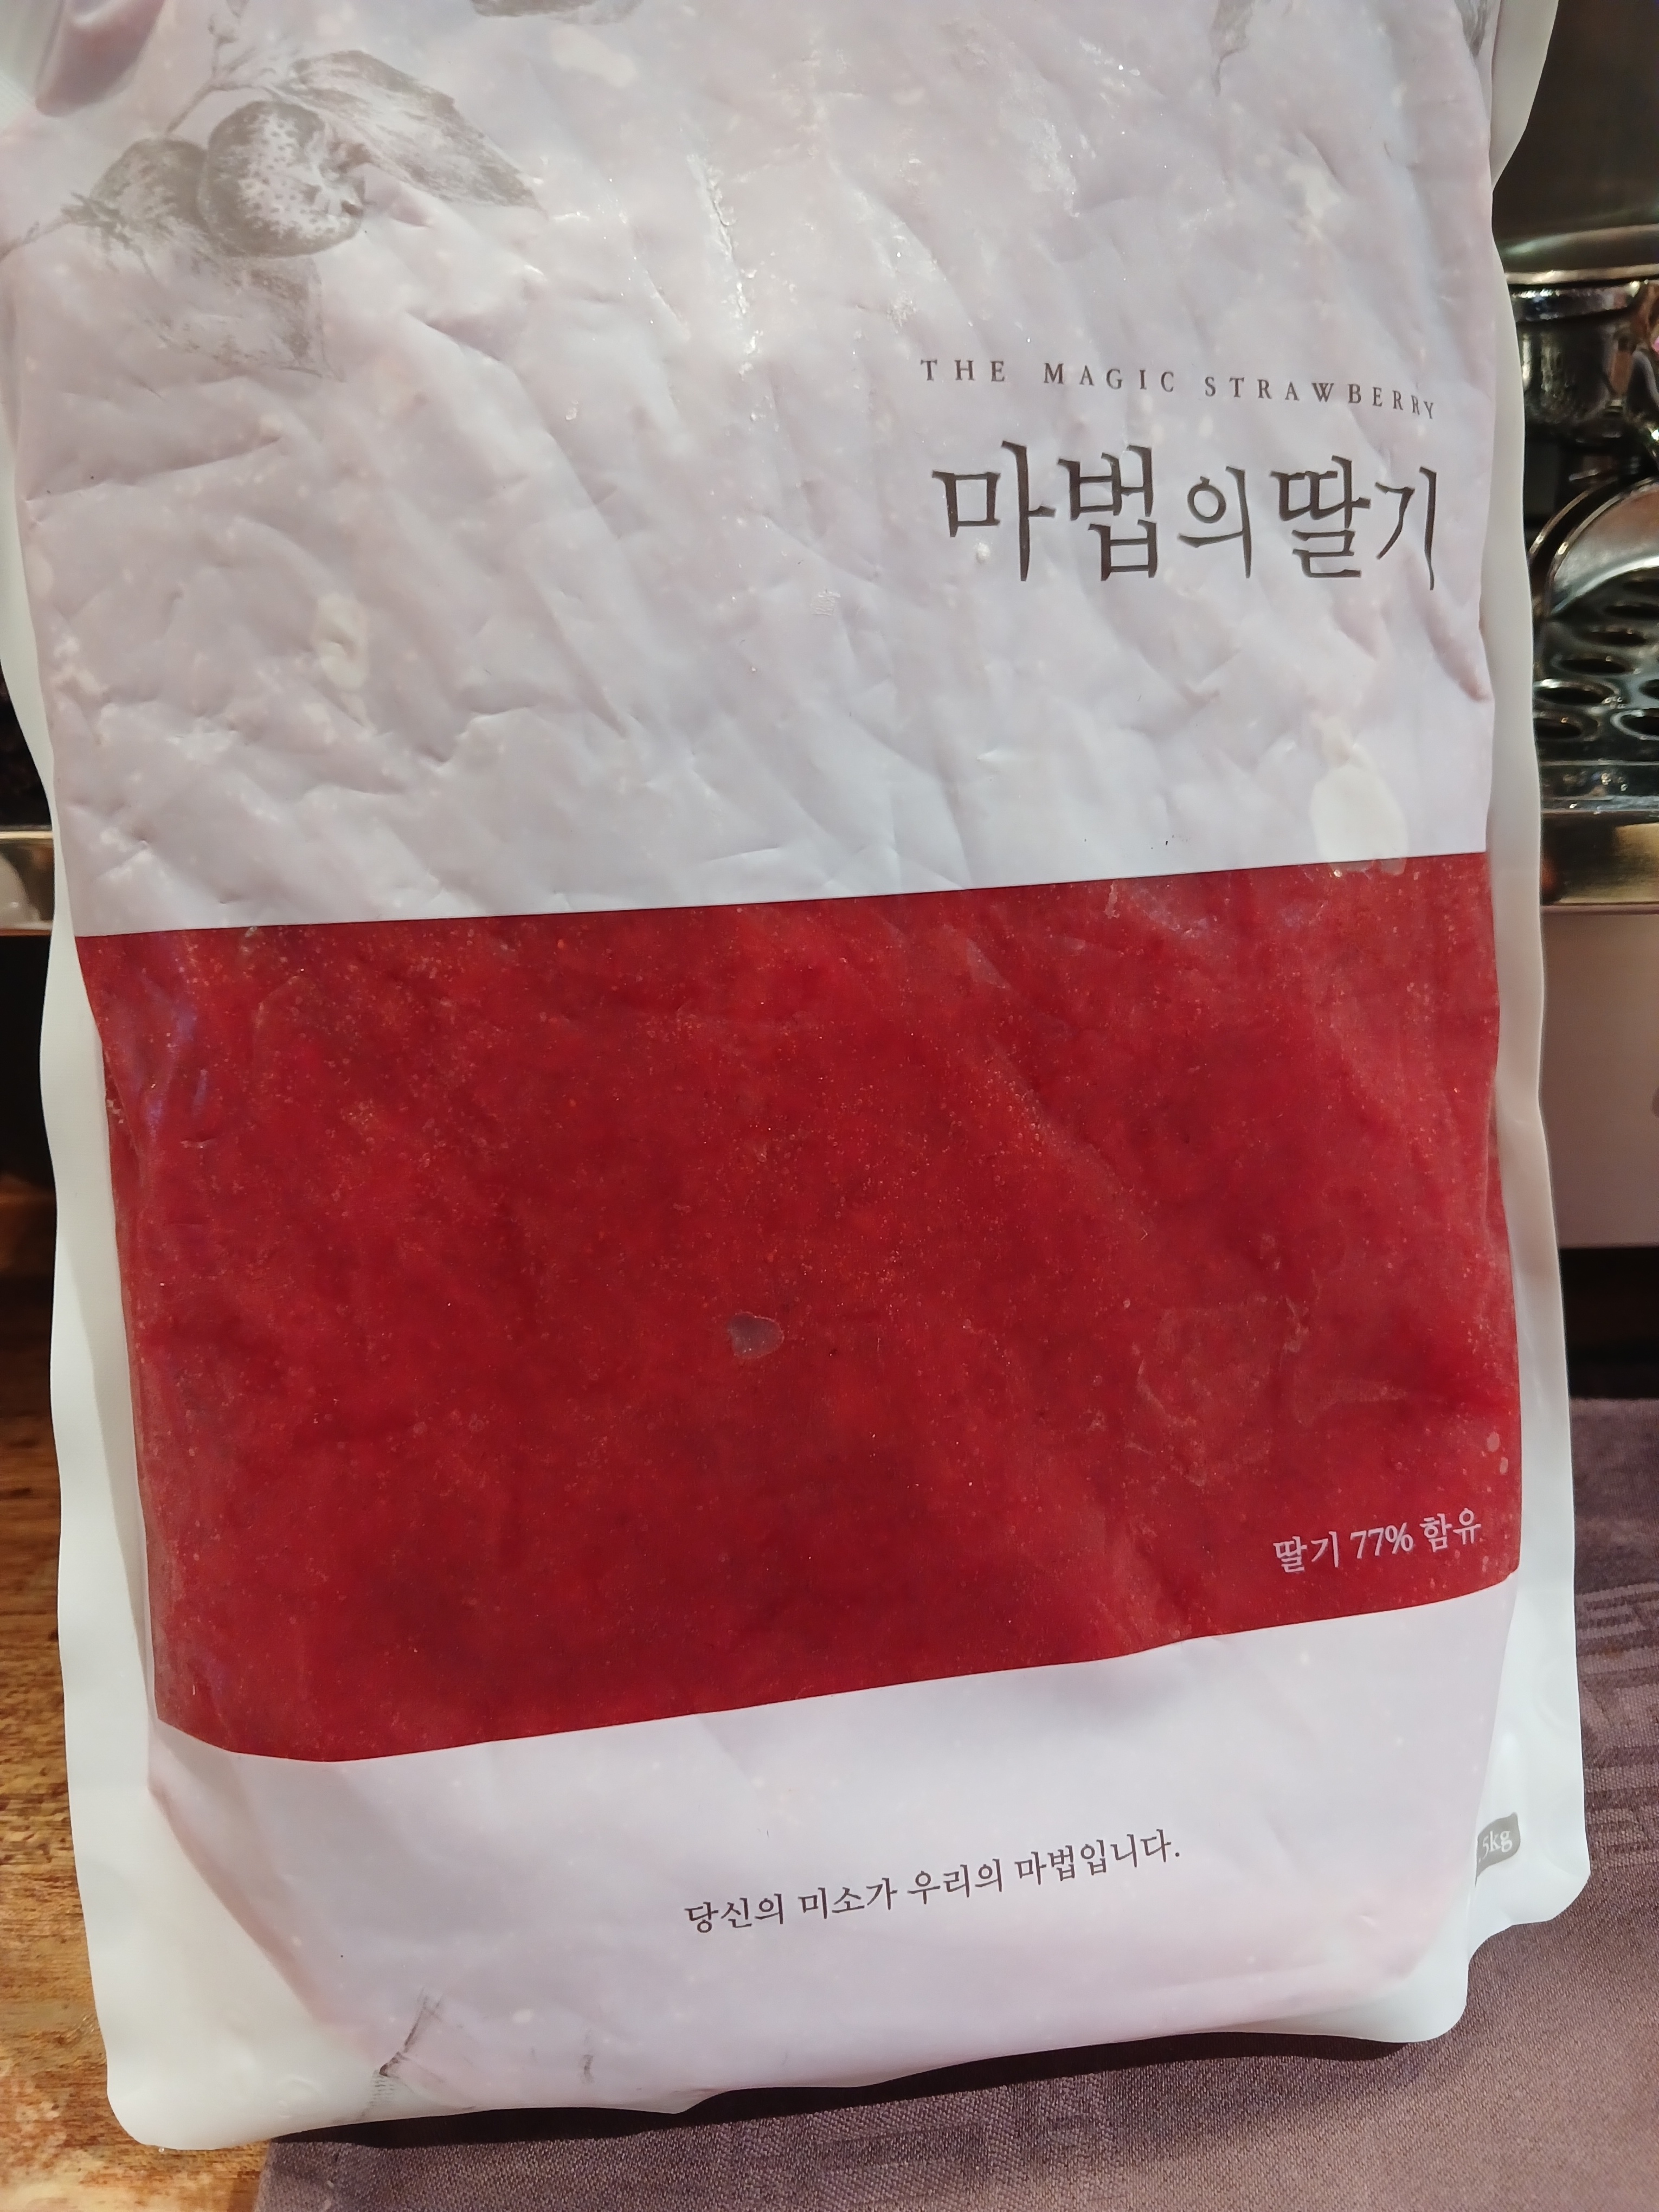 THE MAGIC STRAWBERRY
마법의딸기
딸기 77% 함유
당신의 미소가 우리의 마법입니다.
5kg